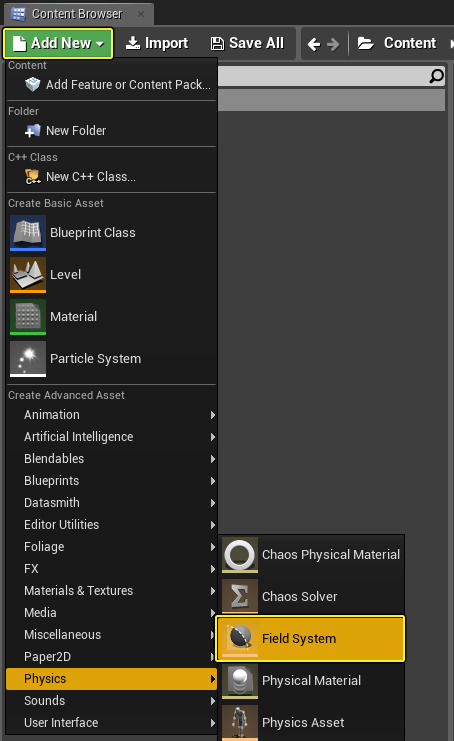 Content Browser
Add New Import Save All Content
Content
Add Feature or Content Pack...
Folder
New Folder
C++ Class
New C++ Class...
Create Basic Asset
Blueprint Class
Level
Material
Particle System
Create Advanced Asset
Animation
Artificial Intelligence
Blendables
Blueprints
Datasmith
Editor Utilities
Foliage
FX
Materials & Textures
Media
Miscellaneous
Paper2D
Physics
Sounds
User Interface
Chaos Physical Material
Chaos Solver
Field System
Physical Material
Physics Asset